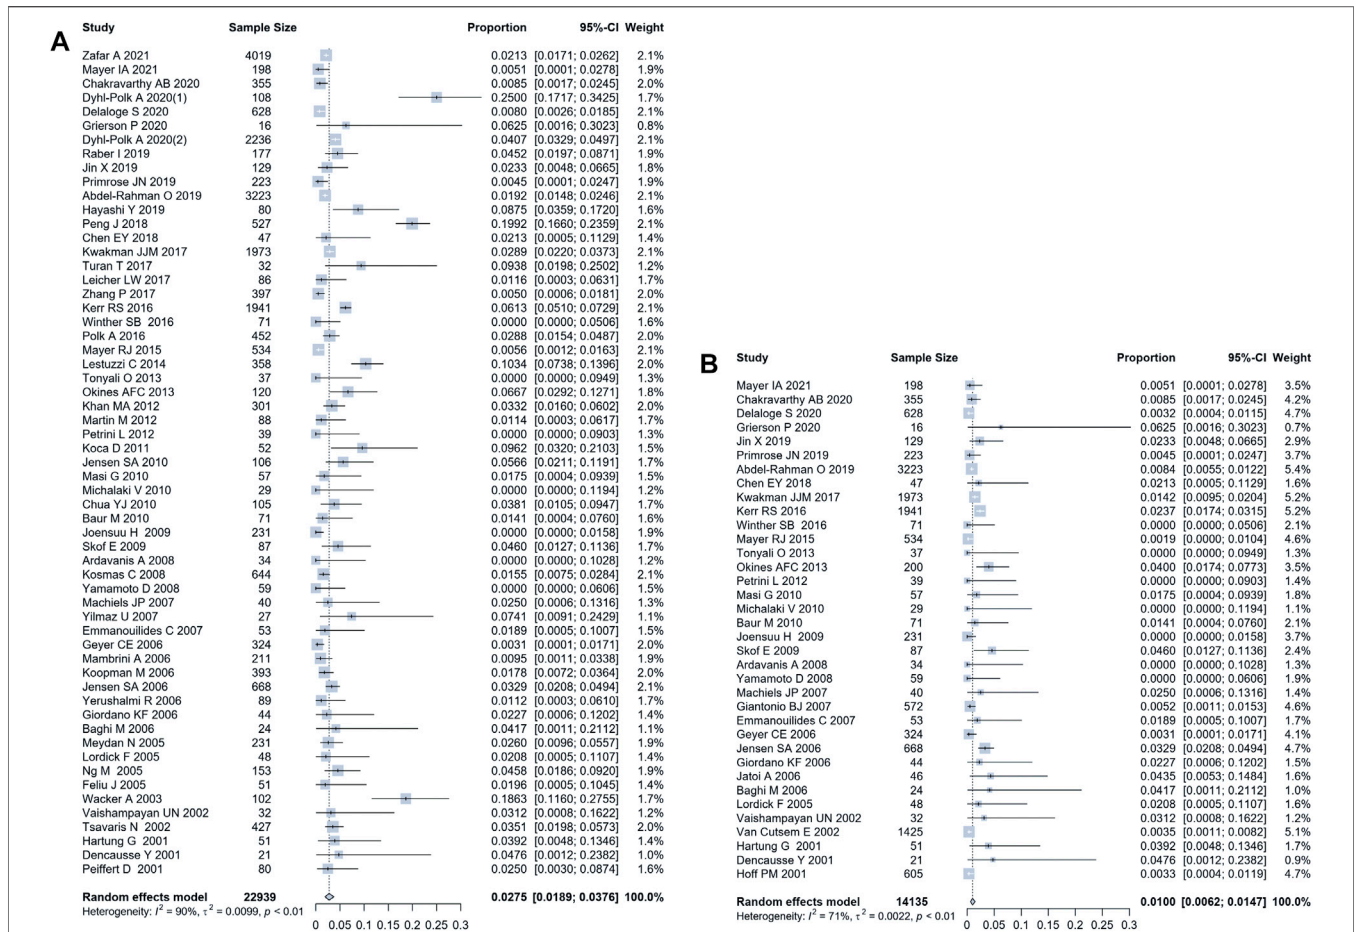 A
Study Sample Size Proportion 95%-CI Weight
Zafar A 2021 4019 0.0213 [0.0171; 0.0262] 2.1%
Mayer IA 2021 198 0.0051 [0.0001; 0.0278] 1.9%
Chakravarthy AB 2020 355 0.0085 [0.0017; 0.0245] 2.0%
Dyhl-Polk A 2020(1) 108 0.2500 [0.1717; 0.3425] 1.7%
Delaloge S 2020 628 0.0080 [0.0026; 0.0185] 2.1%
Grierson P 2020 16 0.0625 [0.0016; 0.3023] 0.8%
Dyhl-Polk A 2020(2) 2236 0.0407 [0.0329; 0.0497] 2.1%
Raber I 2019 177 0.0452 [0.0197; 0.0871] 1.9%
Jin X 2019 129 0.0233 [0.0048; 0.0665] 1.8%
Primrose JN 2019 223 0.0045 [0.0001; 0.0247] 1.9%
Abdel-Rahman O 2019 3223 0.0192 [0.0148; 0.0246] 2.1%
Hayashi Y 2019 80 0.0875 [0.0359; 0.1720] 1.6%
Peng J 2018 527 0.1992 [0.1660; 0.2359] 2.1%
Chen EY 2018 47 0.0213 [0.0005; 0.1129] 1.4%
Kwakman JJM 2017 1973 0.0289 [0.0220; 0.0373] 2.1%
Turan T 2017 32 0.0938 [0.0198; 0.2502] 1.2%
Leicher LW 2017 86 0.0116 [0.0003; 0.0631] 1.7%
Zhang P 2017 397 0.0050 [0.0006; 0.0181] 2.0%
Kerr RS 2016 1941 0.0613 [0.0510; 0.0729] 2.1%
Winther SB 2016 71 0.0000 [0.0000; 0.0506] 1.6%
Polk A 2016 452 0.0288 [0.0154; 0.0487] 2.1%
Mayer RJ 2015 534 0.0056 [0.0012; 0.0163] 2.1%
Lestuzzi C 2014 358 0.1034 [0.0738; 0.1396] 2.0%
Tonyali O 2013 37 0.0000 [0.0000; 0.0949] 1.3%
Okines AFC 2013 120 0.0667 [0.0292; 0.1271] 1.8%
Khan MA 2012 301 0.0332 [0.0160; 0.0602] 2.0%
Martin M 2012 88 0.0114 [0.0003; 0.0617] 1.7%
Petrini L 2012 39 0.0000 [0.0000; 0.0903] 1.3%
Koca D 2011 52 0.0962 [0.0320; 0.2103] 1.5%
Jensen SA 2010 106 0.0566 [0.0211; 0.1191] 1.7%
Masi G 2010 57 0.0175 [0.0004; 0.0939] 1.5%
Michalaki V 2010 29 0.0000 [0.0000; 0.1194] 1.2%
Chua YJ 2010 105 0.0381 [0.0105; 0.0947] 1.7%
Baur M 2010 71 0.0141 [0.0004; 0.0760] 1.6%
Joensuu H 2009 231 0.0000 [0.0000; 0.0158] 1.9%
Skof E 2009 87 0.0460 [0.0127; 0.1136] 1.7%
Ardavanis A 2008 34 0.0000 [0.0000; 0.1028] 1.3%
Kosmas C 2008 644 0.0155 [0.0075; 0.0284] 2.1%
Yamamoto D 2008 59 0.0000 [0.0000; 0.0606] 1.5%
Machiels JP 2007 40 0.0250 [0.0006; 0.1316] 1.3%
Yilmaz U 2007 27 0.0741 [0.0091; 0.2429] 1.1%
Emmanouilides C 2007 53 0.0189 [0.0005; 0.1007] 1.5%
Geyer CE 2006 324 0.0031 [0.0001; 0.0171] 2.0%
Mambrini A 2006 211 0.0095 [0.0011; 0.0338] 1.9%
Koopman M 2006 393 0.0178 [0.0072; 0.0364] 2.0%
Jensen SA 2006 668 0.0329 [0.0208; 0.0494] 2.1%
Yerushalmi R 2006 89 0.0112 [0.0003; 0.0610] 1.7%
Giordano KF 2006 44 0.0227 [0.0006; 0.1202] 1.4%
Baghi M 2006 24 0.0417 [0.0011; 0.2112] 1.1%
Meydan N 2005 231 0.0260 [0.0096; 0.0557] 1.9%
Lordick F 2005 48 0.0208 [0.0005; 0.1107] 1.4%
Ng M 2005 153 0.0458 [0.0186; 0.0920] 1.8%
Feliu J 2005 51 0.0196 [0.0005; 0.1045] 1.4%
Wacker A 2003 102 0.1863 [0.1160; 0.2755] 1.7%
Vaishampayan UN 2002 32 0.0312 [0.0008; 0.1622] 1.2%
Tsavaris N 2002 427 0.0351 [0.0198; 0.0573] 2.0%
Hartung G 2001 51 0.0392 [0.0048; 0.1346] 1.4%
Dencausse Y 2001 21 0.0476 [0.0012; 0.2382] 1.0%
Peiffert D 2001 80 0.0250 [0.0030; 0.0874] 1.6%
Random effects model 22939 0.0275 [0.0189; 0.0376] 100.0%
Heterogeneity: I² = 90%, τ² = 0.0099, p < 0.01
0 0.05 0.1 0.15 0.2 0.25 0.3
B
Study Sample Size Proportion 95%-CI Weight
Mayer IA 2021 198 0.0051 [0.0001; 0.0278] 3.5%
Chakravarthy AB 2020 355 0.0085 [0.0017; 0.0245] 4.2%
Delaloge S 2020 628 0.0032 [0.0004; 0.0115] 4.7%
Grierson P 2020 16 0.0625 [0.0016; 0.3023] 0.7%
Jin X 2019 129 0.0233 [0.0048; 0.0665] 2.9%
Primrose JN 2019 223 0.0045 [0.0001; 0.0247] 3.7%
Abdel-Rahman O 2019 3223 0.0084 [0.0055; 0.0122] 5.4%
Chen EY 2018 47 0.0213 [0.0005; 0.1129] 1.6%
Kwakman JJM 2017 1973 0.0142 [0.0095; 0.0204] 5.2%
Kerr RS 2016 1941 0.0237 [0.0174; 0.0315] 5.2%
Winther SB 2016 71 0.0000 [0.0000; 0.0506] 2.1%
Mayer RJ 2015 534 0.0019 [0.0000; 0.0104] 4.6%
Tonyali O 2013 37 0.0000 [0.0000; 0.0949] 1.3%
Okines AFC 2013 200 0.0400 [0.0174; 0.0773] 3.5%
Petrini L 2012 39 0.0000 [0.0000; 0.0903] 1.4%
Masi G 2010 57 0.0175 [0.0004; 0.0939] 1.8%
Michalaki V 2010 29 0.0000 [0.0000; 0.1194] 1.1%
Baur M 2010 71 0.0141 [0.0004; 0.0760] 2.1%
Joensuu H 2009 231 0.0000 [0.0000; 0.0158] 3.7%
Skof E 2009 87 0.0460 [0.0127; 0.1136] 2.4%
Ardavanis A 2008 34 0.0000 [0.0000; 0.1028] 1.3%
Yamamoto D 2008 59 0.0000 [0.0000; 0.0606] 1.8%
Machiels JP 2007 40 0.0250 [0.0006; 0.1316] 1.4%
Giantonio BJ 2007 572 0.0052 [0.0011; 0.0153] 4.6%
Emmanouilides C 2007 53 0.0189 [0.0005; 0.1007] 1.7%
Geyer CE 2006 324 0.0031 [0.0001; 0.0171] 4.1%
Jensen SA 2006 668 0.0329 [0.0208; 0.0494] 4.7%
Giordano KF 2006 44 0.0227 [0.0006; 0.1202] 1.5%
Jatoi A 2006 46 0.0435 [0.0053; 0.1484] 1.6%
Baghi M 2006 24 0.0417 [0.0011; 0.2112] 1.0%
Lordick F 2005 48 0.0208 [0.0005; 0.1107] 1.6%
Vaishampayan UN 2002 32 0.0312 [0.0008; 0.1622] 1.2%
Van Cutsem E 2002 1425 0.0035 [0.0011; 0.0082] 5.1%
Hartung G 2001 51 0.0392 [0.0048; 0.1346] 1.7%
Dencausse Y 2001 21 0.0476 [0.0012; 0.2382] 0.9%
Hoff PM 2001 605 0.0033 [0.0004; 0.0119] 4.7%
Random effects model 14135 0.0100 [0.0062; 0.0147] 100.0%
Heterogeneity: I² = 71%, τ² = 0.0022, p < 0.01
0 0.05 0.1 0.15 0.2 0.25 0.3